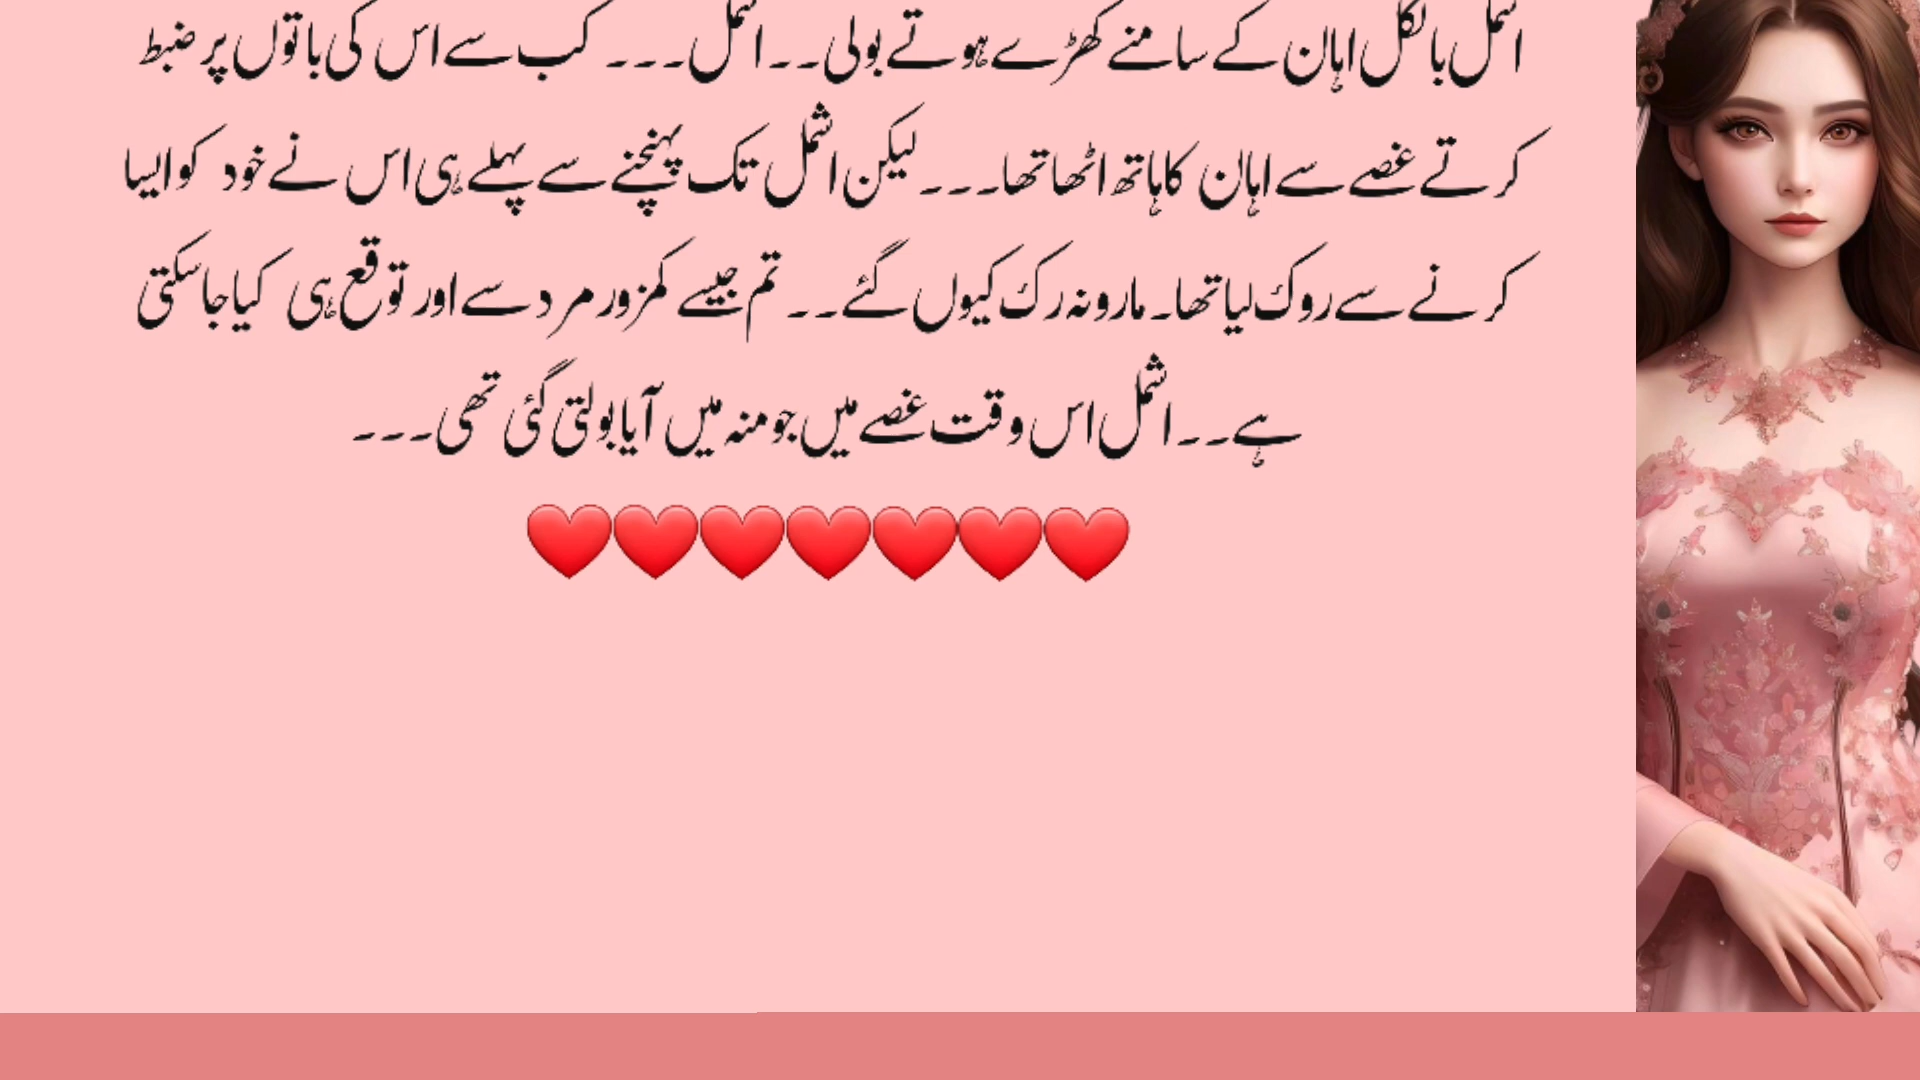 اشمل بالکل اہان کے سامنے کھڑے ہوتے بولی۔۔اشمل۔۔۔ کب سے اس کی باتوں پر ضبط
کرتے غصے سے اہان کا ہاتھ اٹھا تھا۔۔۔لیکن اشمل تک پہنچنے سے پہلے ہی اس نے خود کو ایسا
کرنے سے روک لیا تھا۔مارو نہ رک کیوں گئے۔۔ تم جیسے کمزور مرد سے اور توقع ہی کیا جا سکتی
ہے۔۔اشمل اس وقت غصے میں جو منہ میں آیا بولتی گئی تھی۔۔۔
❤️❤️❤️❤️❤️❤️❤️